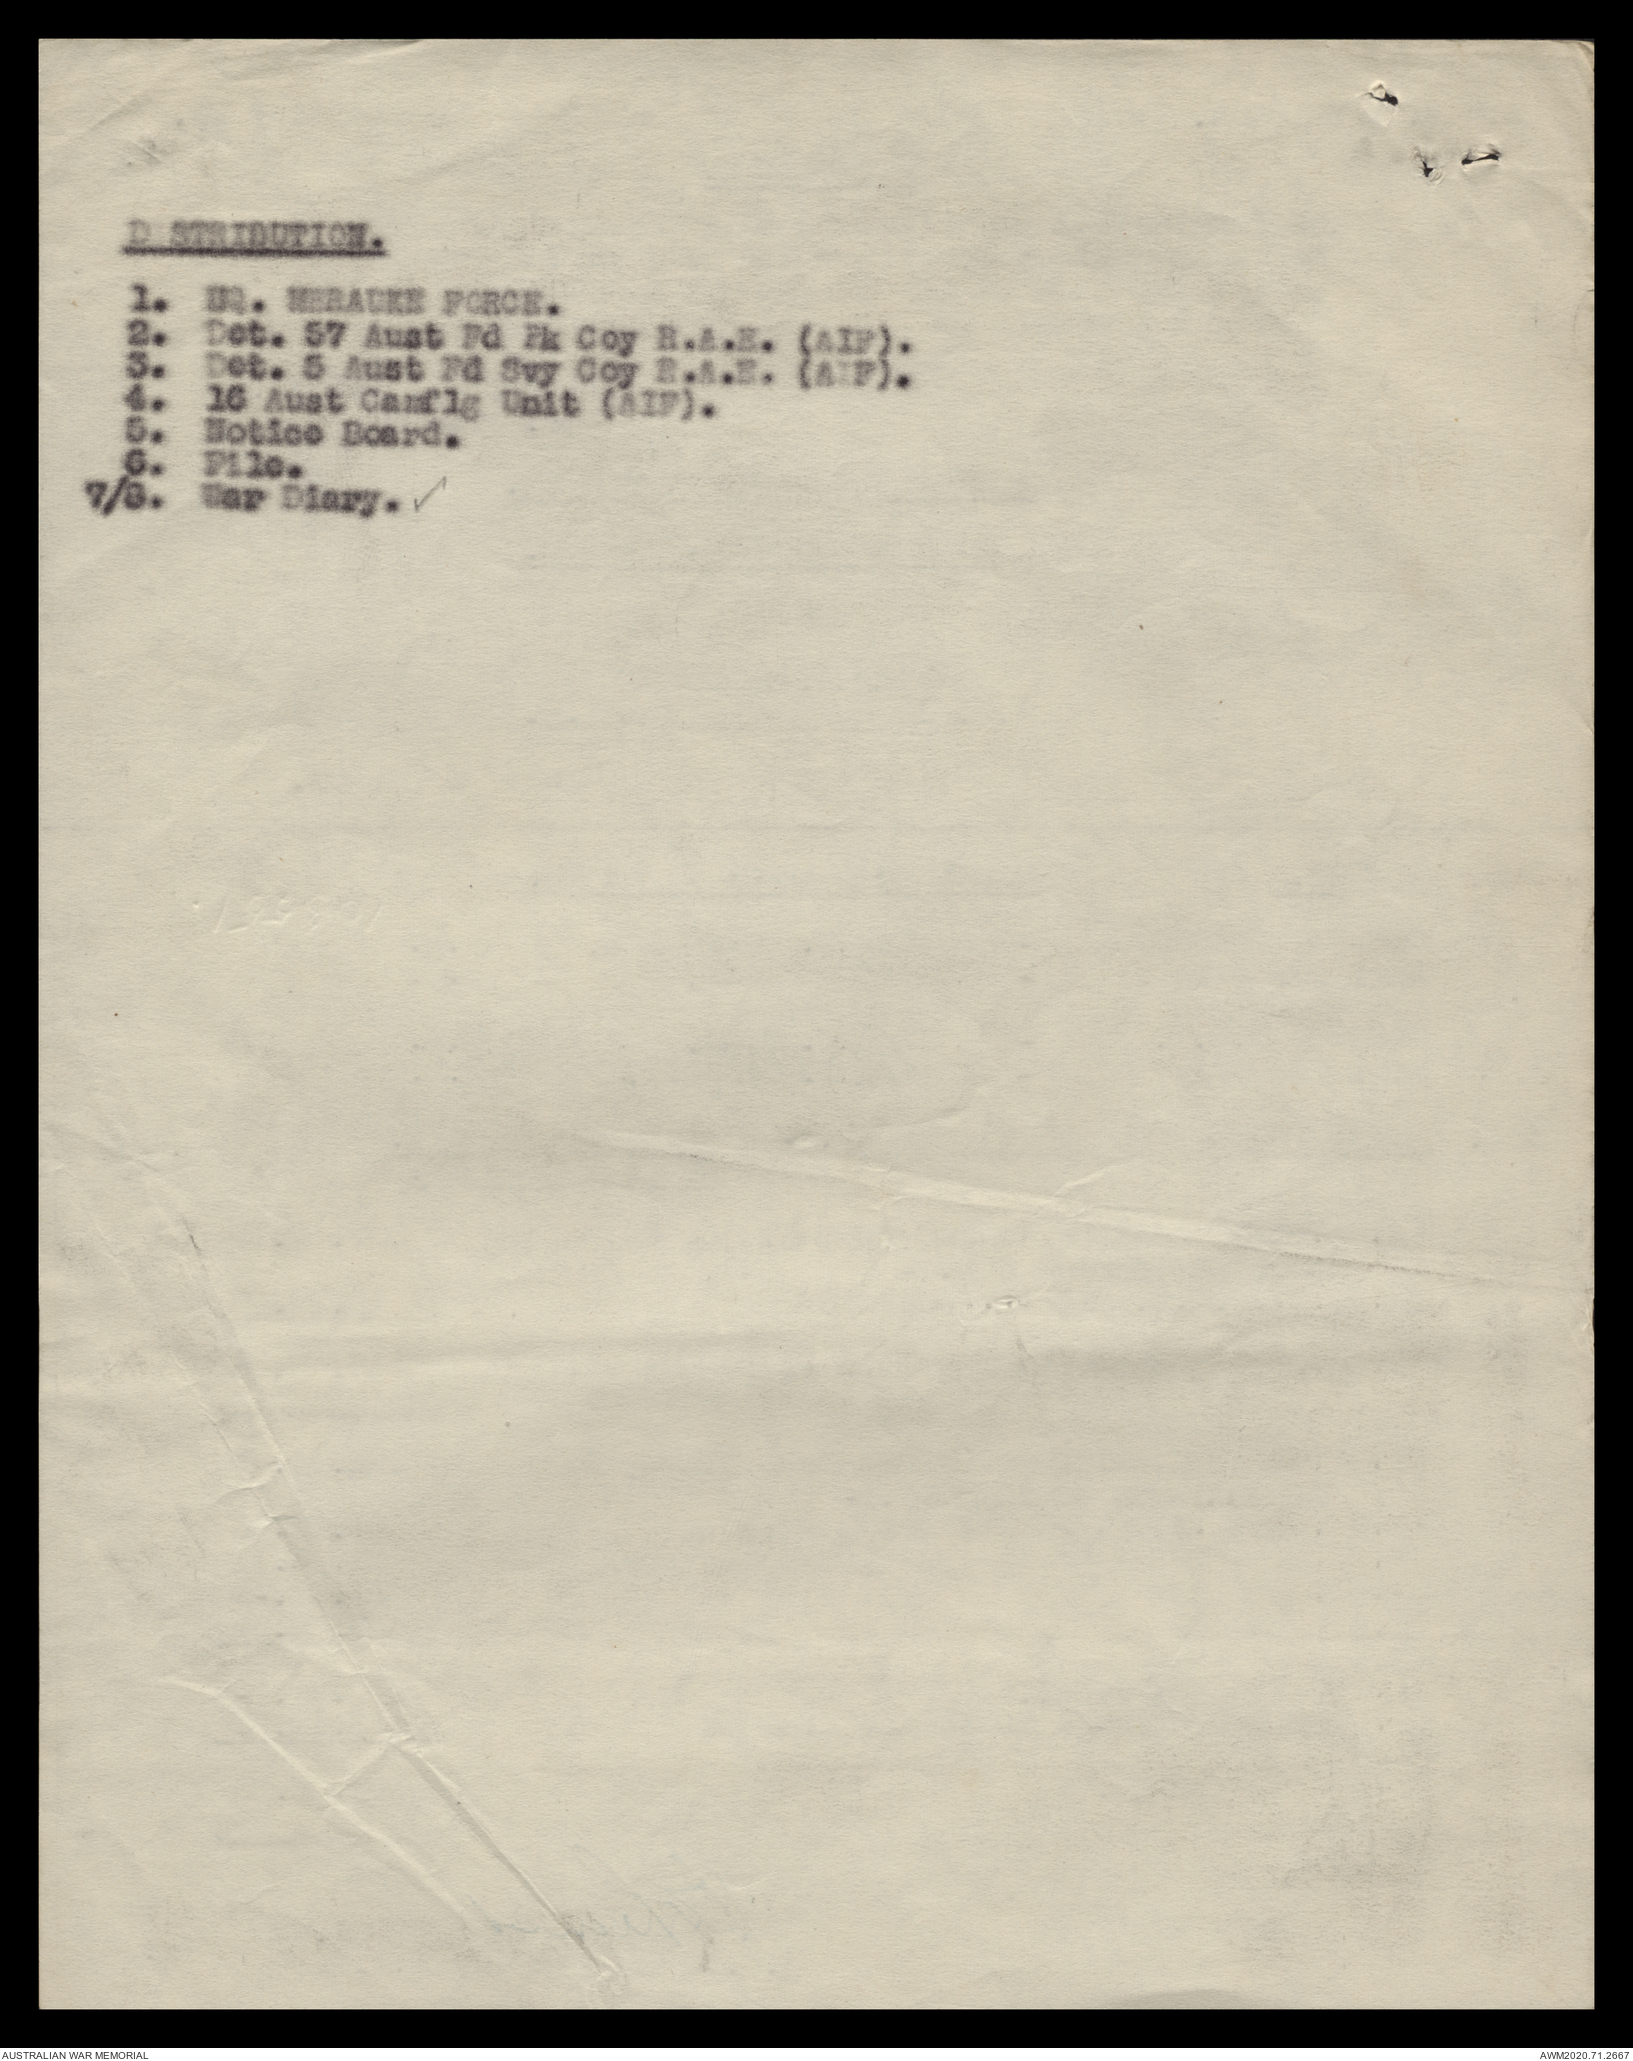 D STRIBUTION.
1. HQ. MERAUKE FORCE.
2. Det. 57 Aust Fd Pk Coy R.A.E. (AIF).
3. Det. 5 Aust Fd Svy Coy R.A.E. (AIF).
4. 16 Aust Camflg Unit (AIF).
5. Notice Board.
6. File.
7/8. War Diary. ✓
AUSTRALIAN WAR MEMORIAL
AWM2020.71.2667